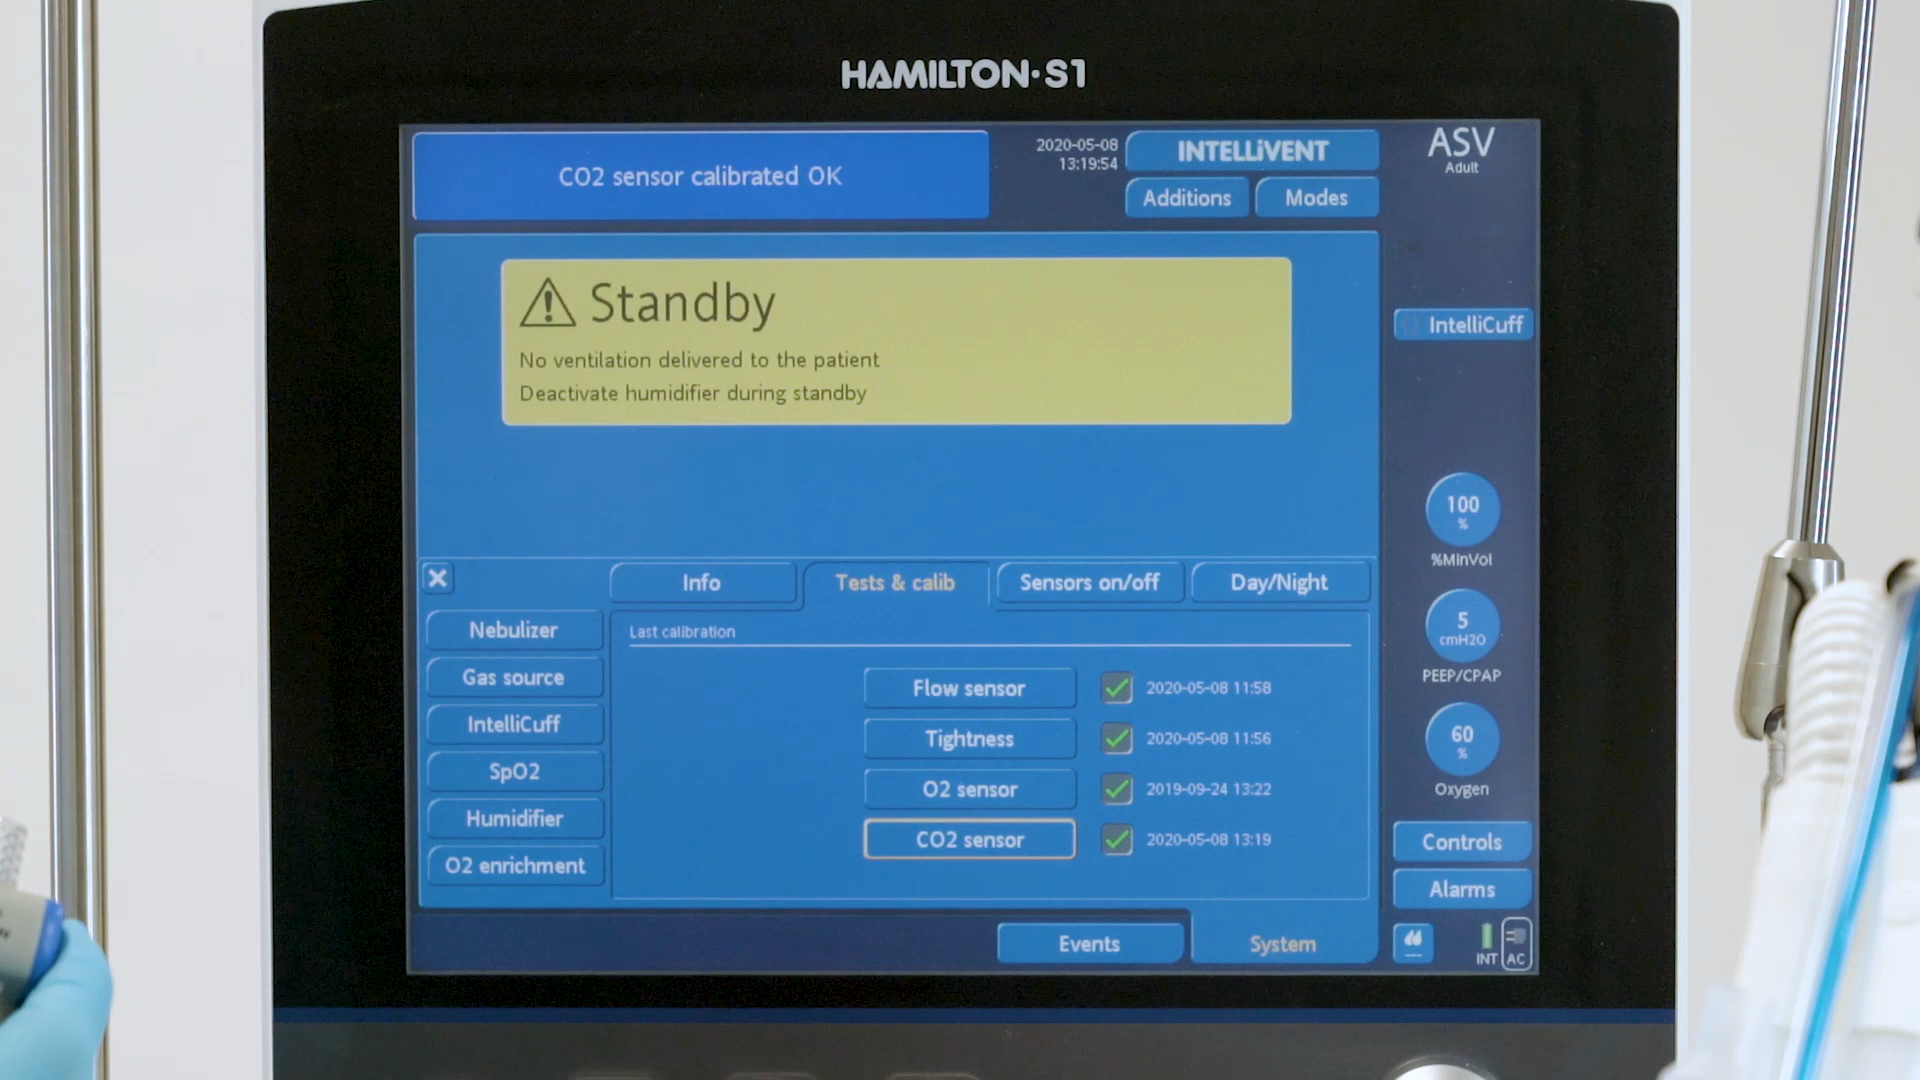 HAMILTON·S1
CO2 sensor calibrated OK
2020-05-08
13:19:54
INTELLiVENT
Additions
Modes
ASV
Adult
Standby
No ventilation delivered to the patient
Deactivate humidifier during standby
IntelliCuff
100
%
%MinVol
5
cmH2O
PEEP/CPAP
60
%
Oxygen
Info
Tests & calib
Sensors on/off
Day/Night
Nebulizer
Gas source
IntelliCuff
SpO2
Humidifier
O2 enrichment
Last calibration
Flow sensor 2020-05-08 11:58
Tightness 2020-05-08 11:56
O2 sensor 2019-09-24 13:22
CO2 sensor 2020-05-08 13:19
Controls
Alarms
Events
System
INT
AC